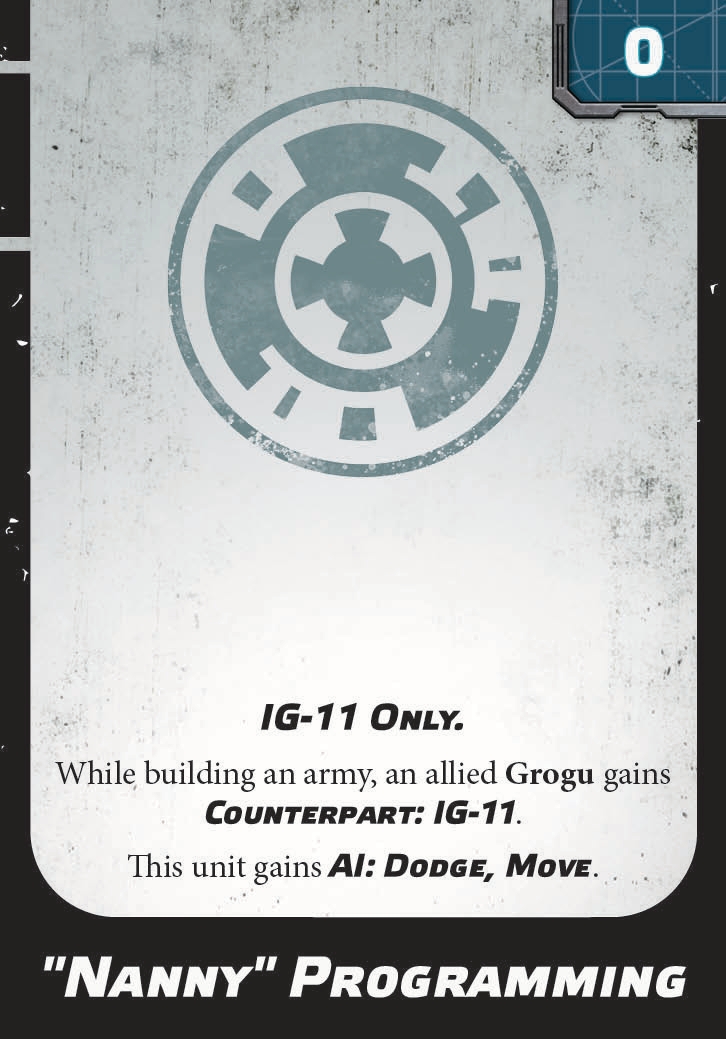 0
IG-11 Only.
While building an army, an allied Grogu gains
Counterpart: IG-11.
This unit gains AI: Dodge, Move.
"Nanny" Programming